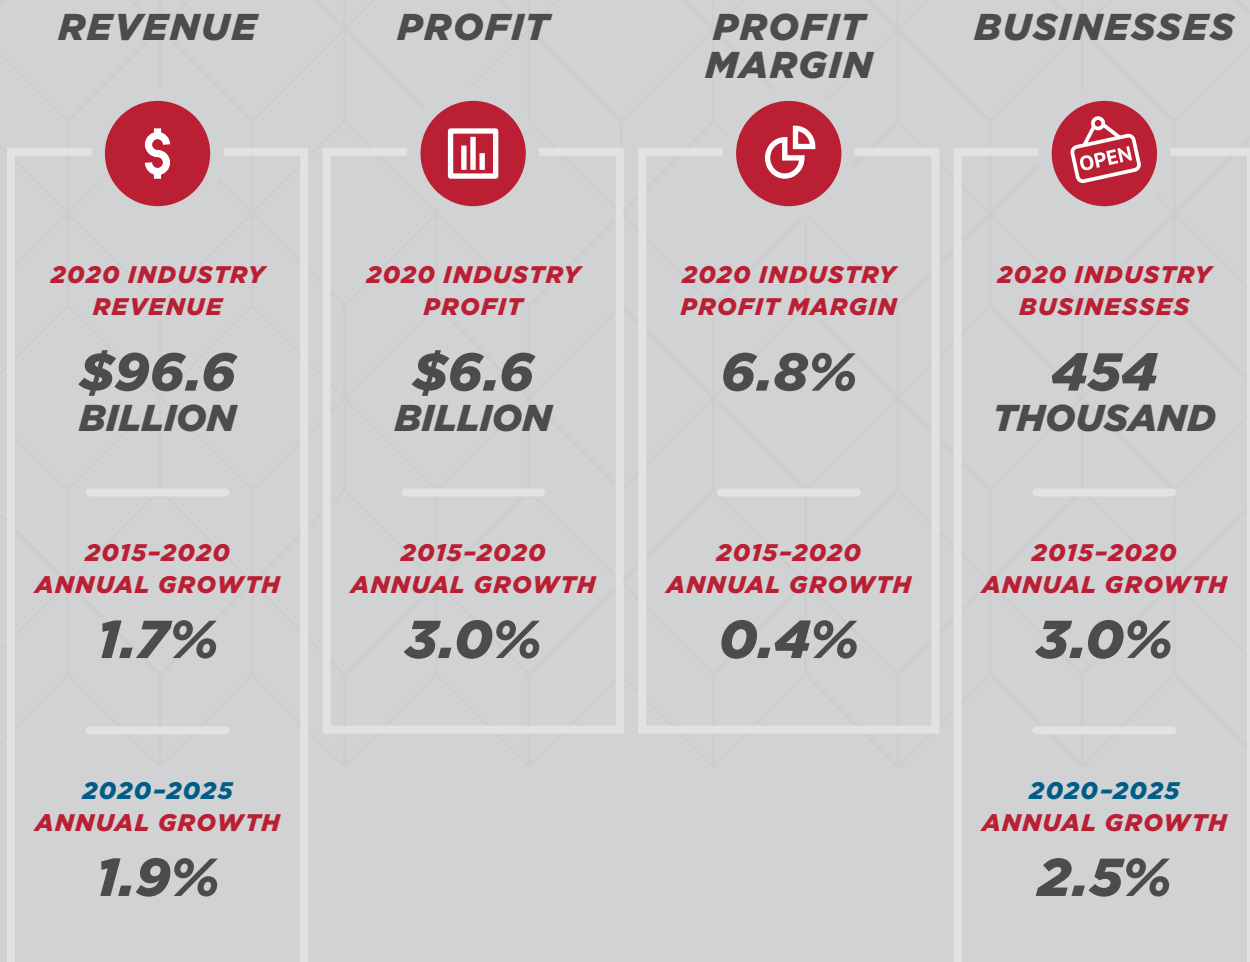 REVENUE
$
2020 INDUSTRY
REVENUE
$96.6
BILLION
2015–2020
ANNUAL GROWTH
1.7%
2020–2025
ANNUAL GROWTH
1.9%
PROFIT
2020 INDUSTRY
PROFIT
$6.6
BILLION
2015–2020
ANNUAL GROWTH
3.0%
PROFIT
MARGIN
2020 INDUSTRY
PROFIT MARGIN
6.8%
2015–2020
ANNUAL GROWTH
0.4%
BUSINESSES
OPEN
2020 INDUSTRY
BUSINESSES
454
THOUSAND
2015–2020
ANNUAL GROWTH
3.0%
2020–2025
ANNUAL GROWTH
2.5%